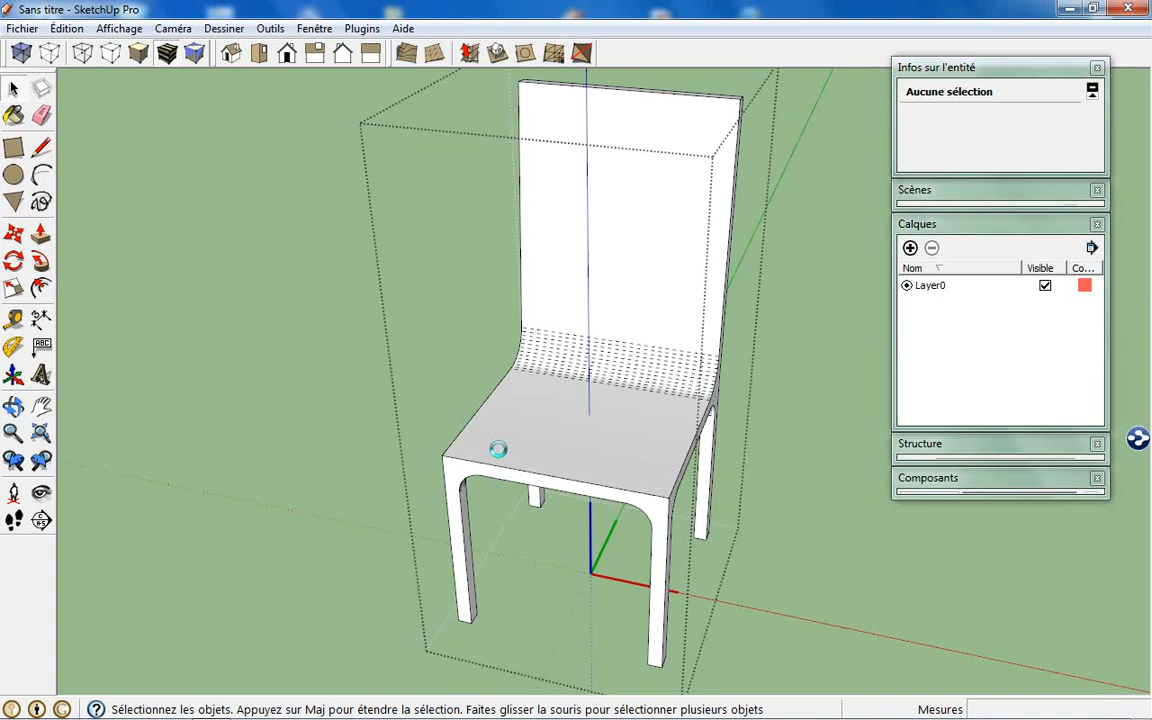 Sans titre - SketchUp Pro
Fichier Édition Affichage Caméra Dessiner Outils Fenêtre Plugins Aide
Infos sur l'entité
Aucune sélection
Scènes
Calques
Nom Visible Co...
Layer0
Structure
Composants
ABC
Sélectionnez les objets. Appuyez sur Maj pour étendre la sélection. Faites glisser la souris pour sélectionner plusieurs objets
Mesures